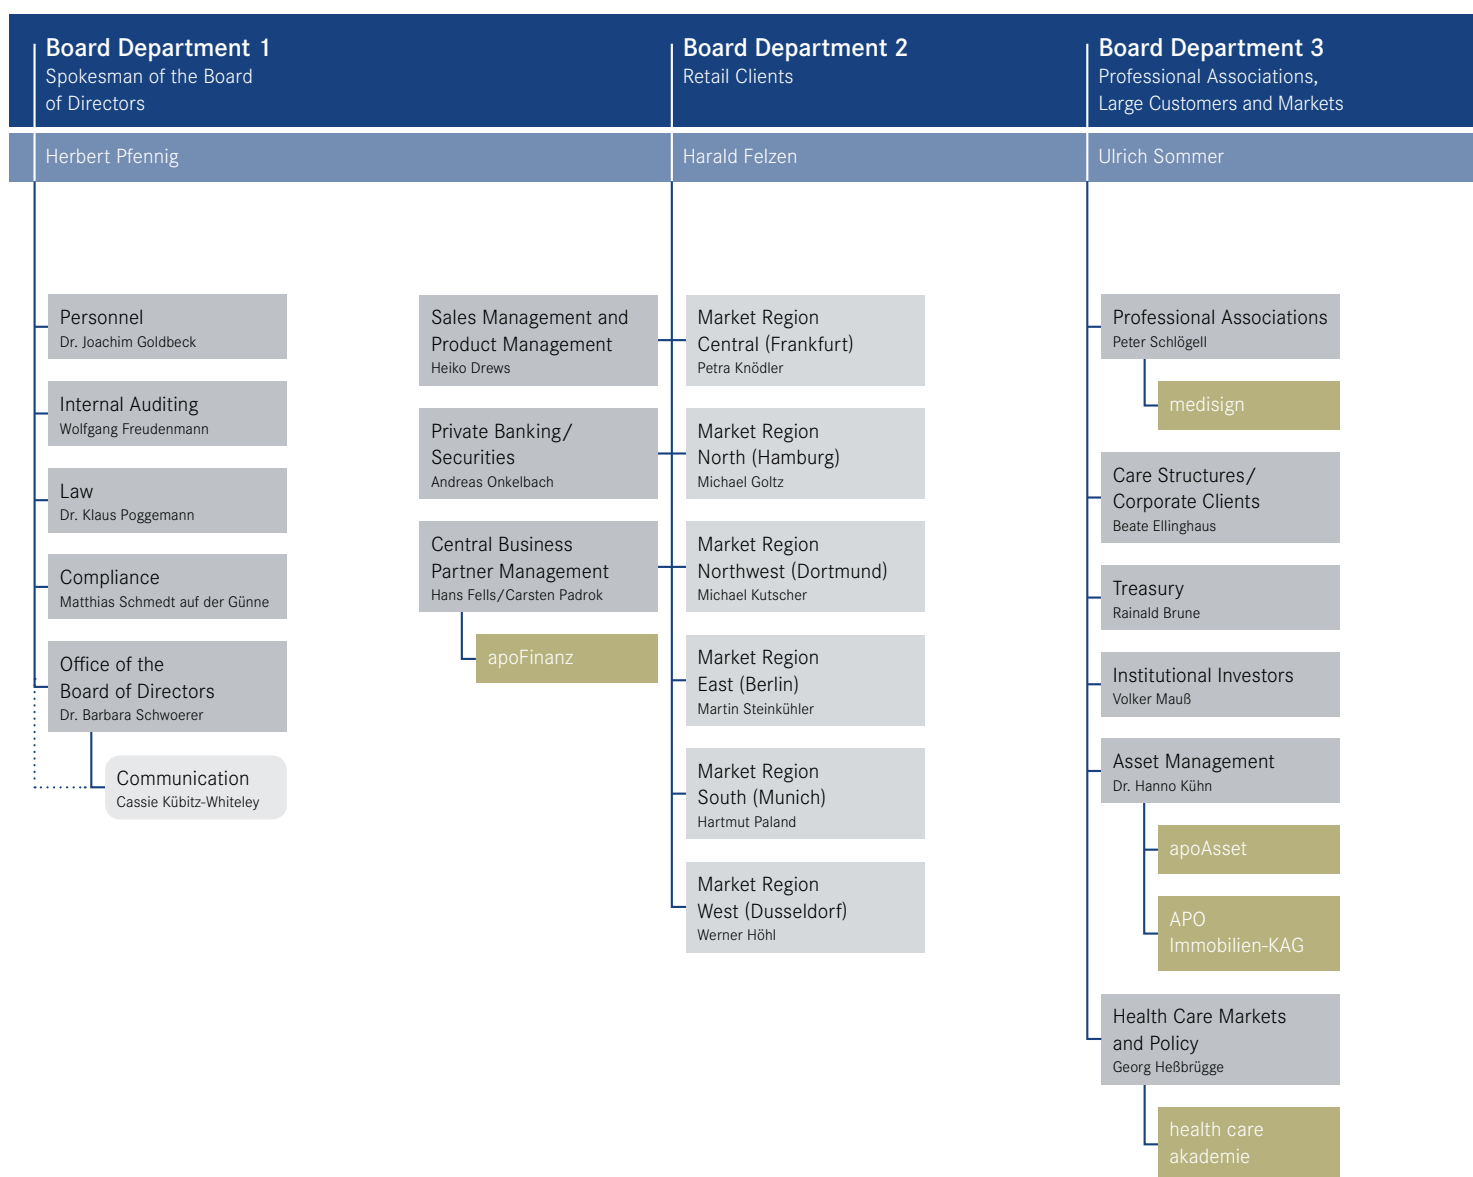 Board Department 1
Spokesman of the Board
of Directors
Herbert Pfennig
Personnel
Dr. Joachim Goldbeck
Internal Auditing
Wolfgang Freudenmann
Law
Dr. Klaus Poggemann
Compliance
Matthias Schmedt auf der Günne
Office of the
Board of Directors
Dr. Barbara Schwoerer
Communication
Cassie Kübitz-Whiteley
Board Department 2
Retail Clients
Harald Felzen
Sales Management and
Product Management
Heiko Drews
Private Banking/
Securities
Andreas Onkelbach
Central Business
Partner Management
Hans Fells/Carsten Padrok
apoFinanz
Market Region
Central (Frankfurt)
Petra Knödler
Market Region
North (Hamburg)
Michael Goltz
Market Region
Northwest (Dortmund)
Michael Kutscher
Market Region
East (Berlin)
Martin Steinkühler
Market Region
South (Munich)
Hartmut Paland
Market Region
West (Dusseldorf)
Werner Höhl
Board Department 3
Professional Associations,
Large Customers and Markets
Ulrich Sommer
Professional Associations
Peter Schlögell
medisign
Care Structures/
Corporate Clients
Beate Ellinghaus
Treasury
Rainald Brune
Institutional Investors
Volker Mauß
Asset Management
Dr. Hanno Kühn
apoAsset
APO
Immobilien-KAG
Health Care Markets
and Policy
Georg Heßbrügge
health care
akademie